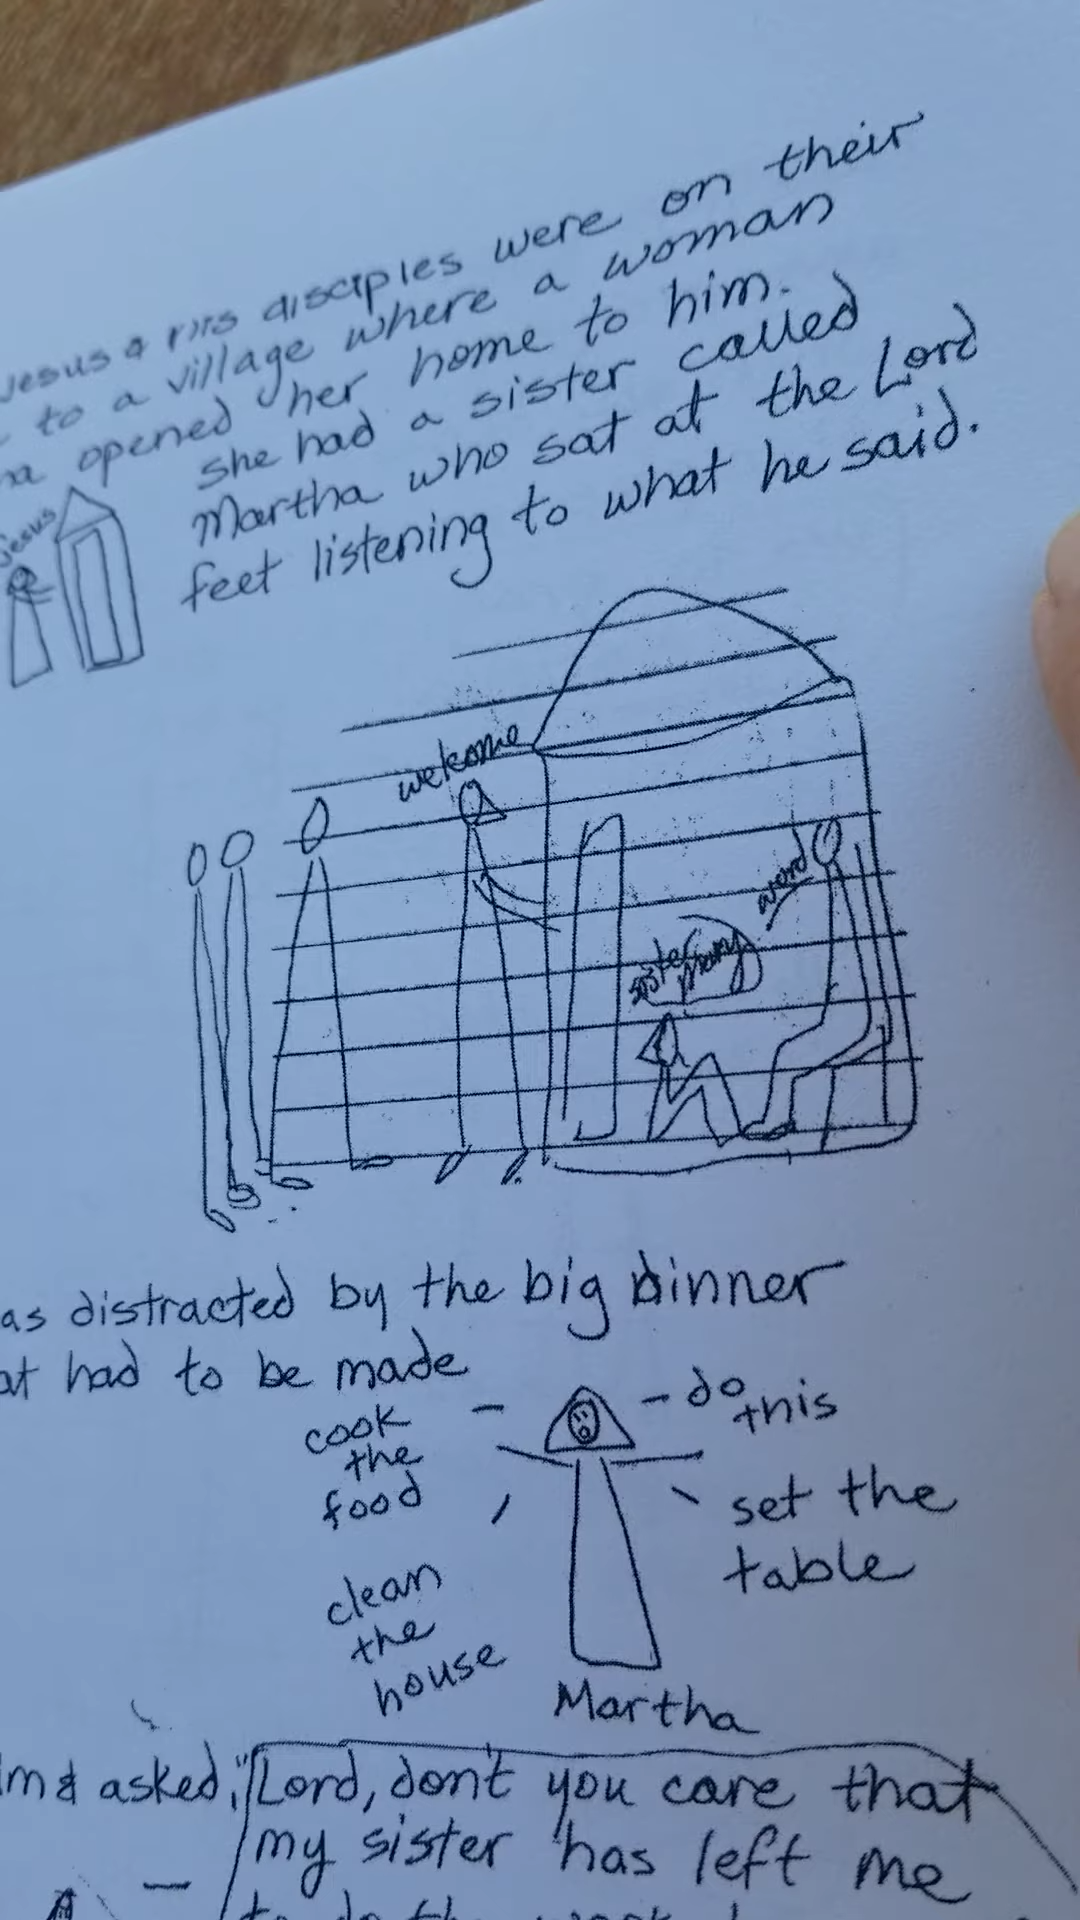 Jesus & his disciples were on their
to a village where a woman
opened her home to him.
she had a sister called
Martha who sat at the Lord
feet listening to what he said.
Jesus
welcome
word
sister
mary
as distracted by the big dinner
at had to be made
cook
the
food
- do
this
set the
table
clean
the
house
Martha
im & asked, "Lord, don't you care that
my sister has left me